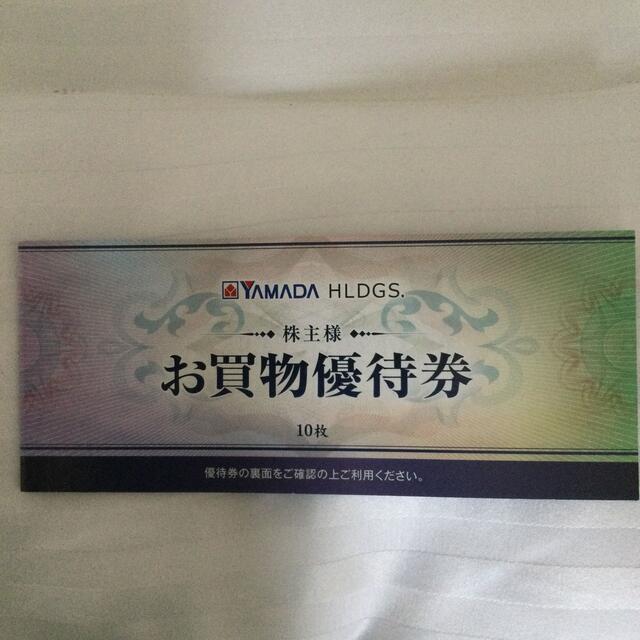 YAMADA HLDGS.
株主様
お買物優待券
10枚
優待券の裏面をご確認の上ご利用ください。